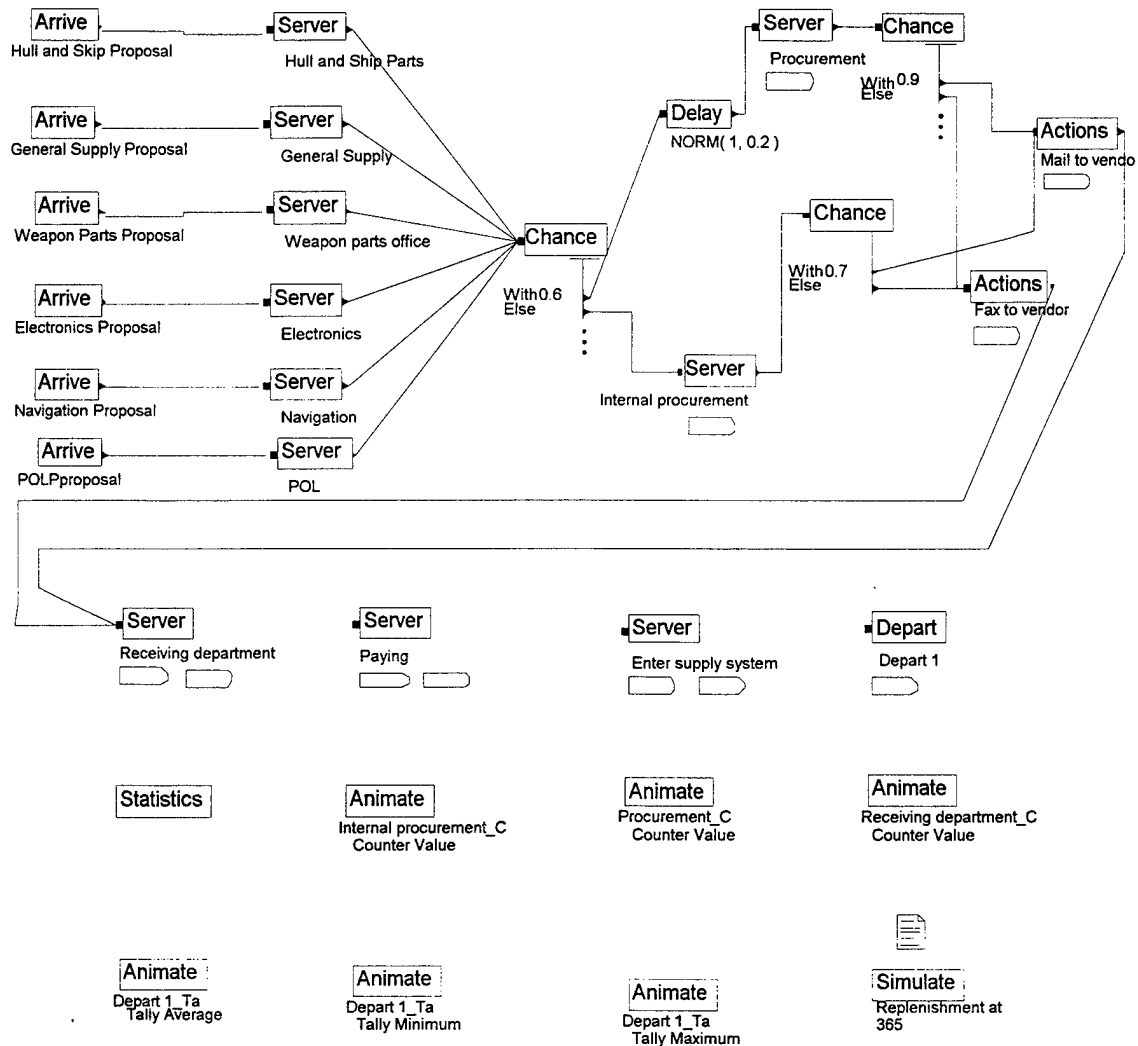 Arrive
Hull and Skip Proposal
Server
Hull and Ship Parts
Arrive
General Supply Proposal
Server
General Supply
Arrive
Weapon Parts Proposal
Server
Weapon parts office
Arrive
Electronics Proposal
Server
Electronics
Arrive
Navigation Proposal
Server
Navigation
Arrive
POLPproposal
Server
POL
Chance
With 0.6
Else
Delay
NORM( 1, 0.2 )
Server
Procurement
Chance
With 0.9
Else
Actions
Mail to vendo
Server
Internal procurement
Chance
With 0.7
Else
Actions
Fax to vendor
Server
Receiving department
Server
Paying
Server
Enter supply system
Depart
Depart 1
Statistics
Animate
Internal procurement_C
Counter Value
Animate
Procurement_C
Counter Value
Animate
Receiving department_C
Counter Value
Animate
Depart 1_Ta
Tally Average
Animate
Depart 1_Ta
Tally Minimum
Animate
Depart 1_Ta
Tally Maximum
Simulate
Replenishment at
365